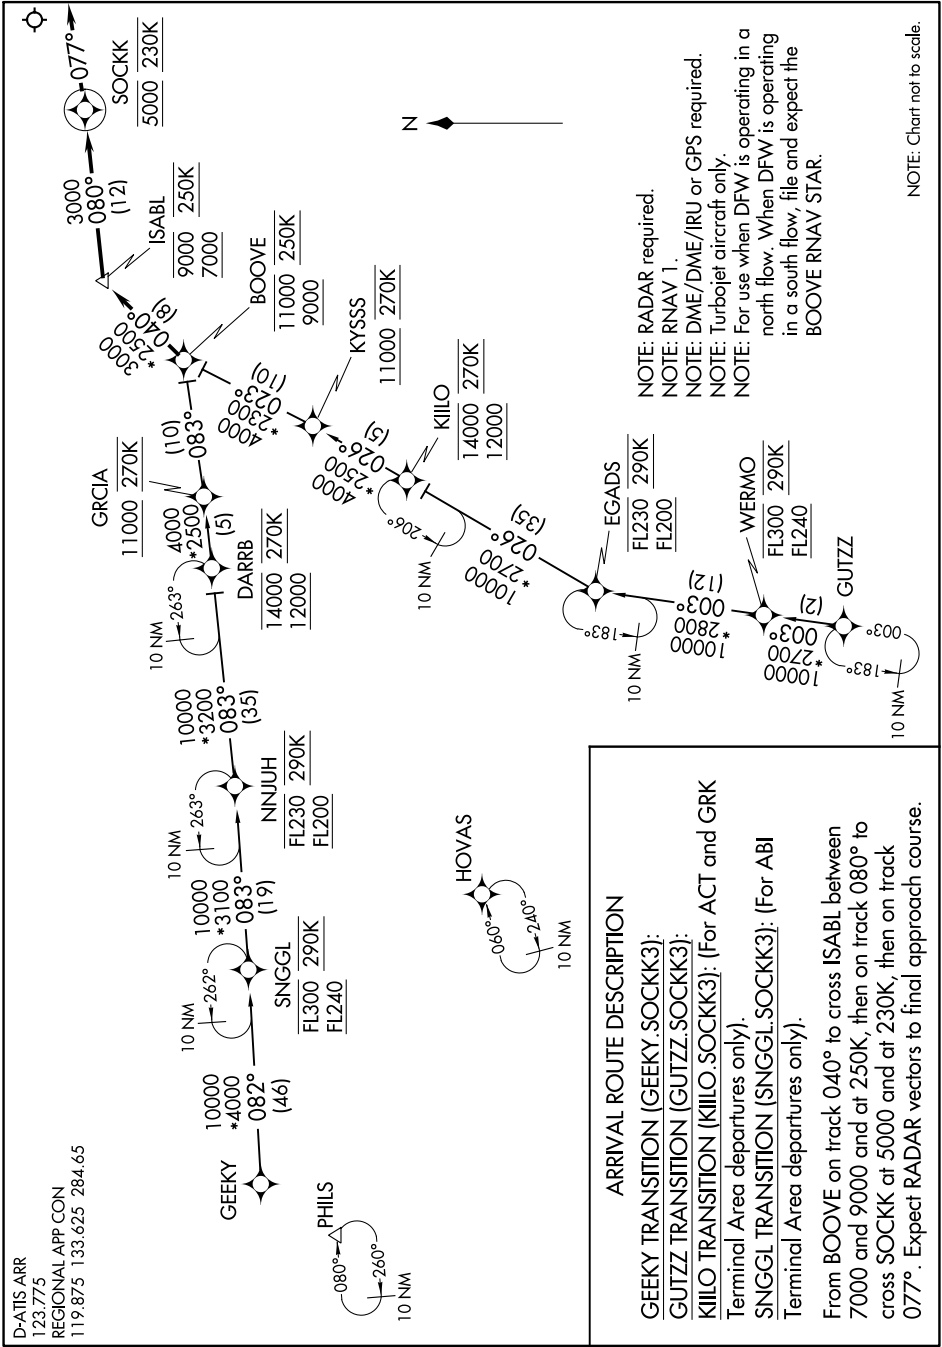 D-ATIS ARR
123.775
REGIONAL APP CON
119.875 133.625 284.65
GEEKY
10000
*4000
082°
(46)
PHILS
080°
260°
10 NM
SNGGL
FL300 290K
FL240
262°
10 NM
10000
*3100
083°
(19)
NNJUH
FL230 290K
FL200
263°
10 NM
10000
*3200
083°
(35)
DARRB
14000 270K
12000
263°
10 NM
4000
*2500
(5)
GRCIA
11000 270K
(10)
083°
BOOVE
11000 250K
9000
3000
*2500
040°
(8)
ISABL
9000 250K
7000
3000
080°
(12)
SOCKK
5000 230K
077°
N
KYSSS
11000 270K
4000
*2300
023°
(10)
KIILO
14000 270K
12000
4000
*2500
026°
(5)
206°
10 NM
10000
*2700
026°
(35)
EGADS
FL230 290K
FL200
183°
10 NM
10000
*2800
003°
(12)
WERMO
FL300 290K
FL240
10000
*2700
003°
(2)
GUTZZ
003°
183°
10 NM
HOVAS
060°
240°
10 NM
NOTE: RADAR required.
NOTE: RNAV 1.
NOTE: DME/DME/IRU or GPS required.
NOTE: Turbojet aircraft only.
NOTE: For use when DFW is operating in a
north flow. When DFW is operating
in a south flow, file and expect the
BOOVE RNAV STAR.
NOTE: Chart not to scale.
ARRIVAL ROUTE DESCRIPTION
GEEKY TRANSITION (GEEKY.SOCKK3):
GUTZZ TRANSITION (GUTZZ.SOCKK3):
KIILO TRANSITION (KIILO.SOCKK3): (For ACT and GRK
Terminal Area departures only).
SNGGL TRANSITION (SNGGL.SOCKK3): (For ABI
Terminal Area departures only).
From BOOVE on track 040° to cross ISABL between
7000 and 9000 and at 250K, then on track 080° to
cross SOCKK at 5000 and at 230K, then on track
077°. Expect RADAR vectors to final approach course.